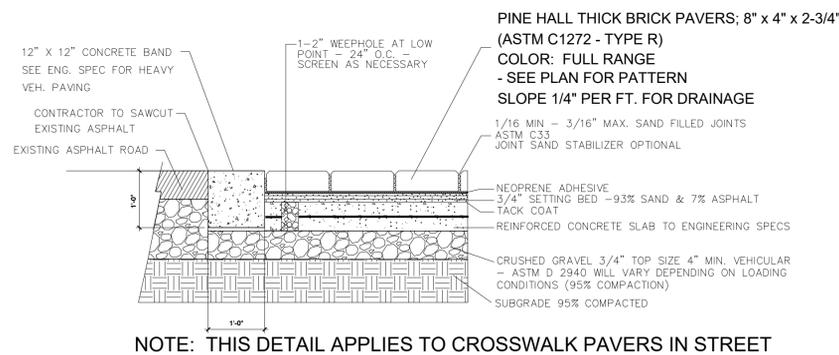 PINE HALL THICK BRICK PAVERS; 8" x 4" x 2-3/4"
(ASTM C1272 - TYPE R)
COLOR: FULL RANGE
- SEE PLAN FOR PATTERN
SLOPE 1/4" PER FT. FOR DRAINAGE
12" X 12" CONCRETE BAND
SEE ENG. SPEC FOR HEAVY
VEH. PAVING
1-2" WEEPHOLE AT LOW
POINT - 24" O.C. -
SCREEN AS NECESSARY
CONTRACTOR TO SAWCUT
EXISTING ASPHALT
EXISTING ASPHALT ROAD
1/16 MIN - 3/16" MAX. SAND FILLED JOINTS
ASTM C33
JOINT SAND STABILIZER OPTIONAL
NEOPRENE ADHESIVE
3/4" SETTING BED -93% SAND & 7% ASPHALT
TACK COAT
REINFORCED CONCRETE SLAB TO ENGINEERING SPECS
1'-0"
CRUSHED GRAVEL 3/4" TOP SIZE 4" MIN. VEHICULAR
- ASTM D 2940 WILL VARY DEPENDING ON LOADING
CONDITIONS (95% COMPACTION)
SUBGRADE 95% COMPACTED
1'-0"
NOTE: THIS DETAIL APPLIES TO CROSSWALK PAVERS IN STREET